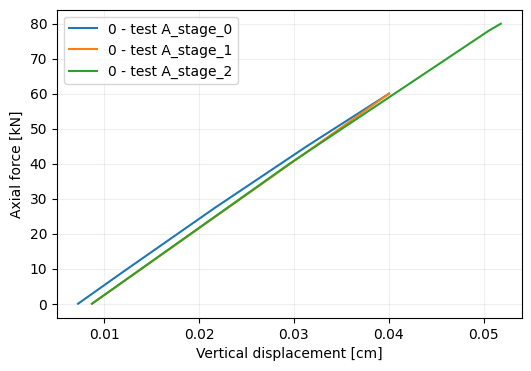 0 - test A_stage_0
0 - test A_stage_1
0 - test A_stage_2
Axial force [kN]
80
70
60
50
40
30
20
10
0
0.01 0.02 0.03 0.04 0.05
Vertical displacement [cm]